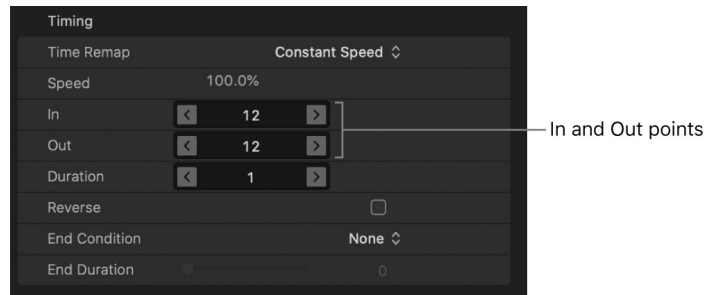 Timing
Time Remap Constant Speed
Speed 100.0%
In 12
Out 12
In and Out points
Duration 1
Reverse
End Condition None
End Duration 0